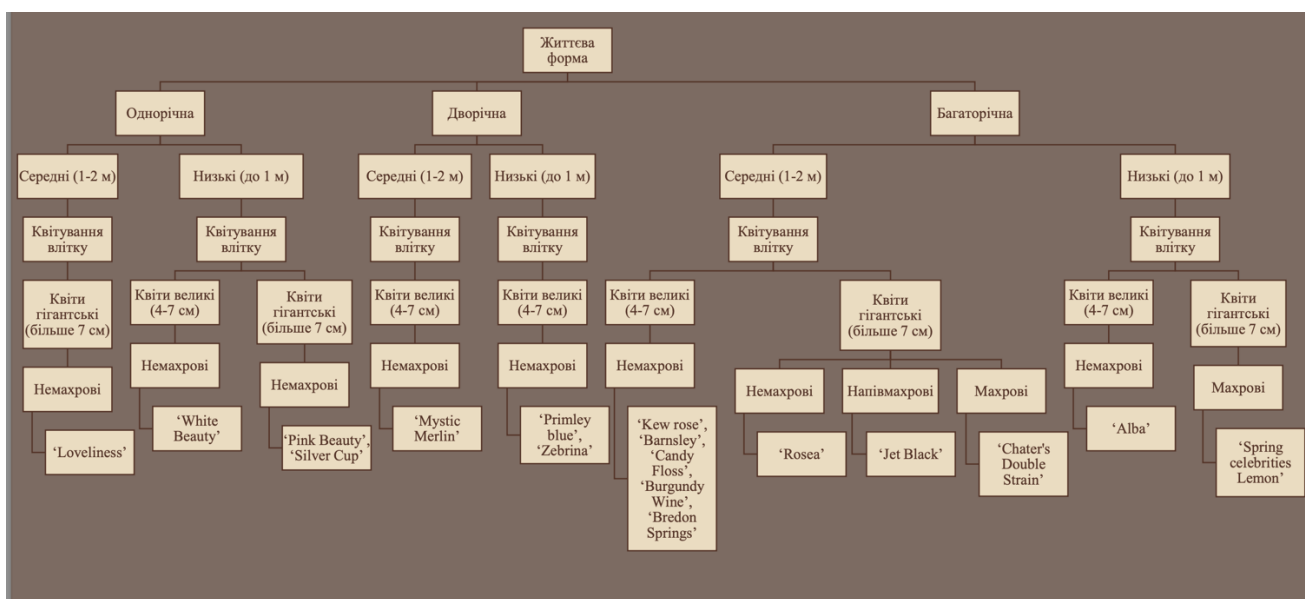 Життєва
форма
Однорічна
Дворічна
Багаторічна
Середні (1-2 м)
Низькі (до 1 м)
Середні (1-2 м)
Низькі (до 1 м)
Середні (1-2 м)
Низькі (до 1 м)
Квітування
влітку
Квітування
влітку
Квітування
влітку
Квітування
влітку
Квітування
влітку
Квітування
влітку
Квіти
гігантські
(більше 7 см)
Квіти великі
(4-7 см)
Квіти
гігантські
(більше 7 см)
Квіти великі
(4-7 см)
Квіти великі
(4-7 см)
Квіти великі
(4-7 см)
Квіти
гігантські
(більше 7 см)
Квіти великі
(4-7 см)
Квіти
гігантські
(більше 7 см)
Немахрові
Немахрові
Немахрові
Немахрові
Немахрові
Немахрові
Немахрові
Напівмахрові
Махрові
Немахрові
Махрові
‘Loveliness’
‘White
Beauty’
‘Pink Beauty’,
‘Silver Cup’
‘Mystic
Merlin’
‘Primley
blue’,
‘Zebrina’
‘Kew rose’,
‘Barnsley’,
‘Candy
Floss’,
‘Burgundy
Wine’,
‘Bredon
Springs’
‘Rosea’
‘Jet Black’
‘Chater's
Double
Strain’
‘Alba’
‘Spring
celebrities
Lemon’